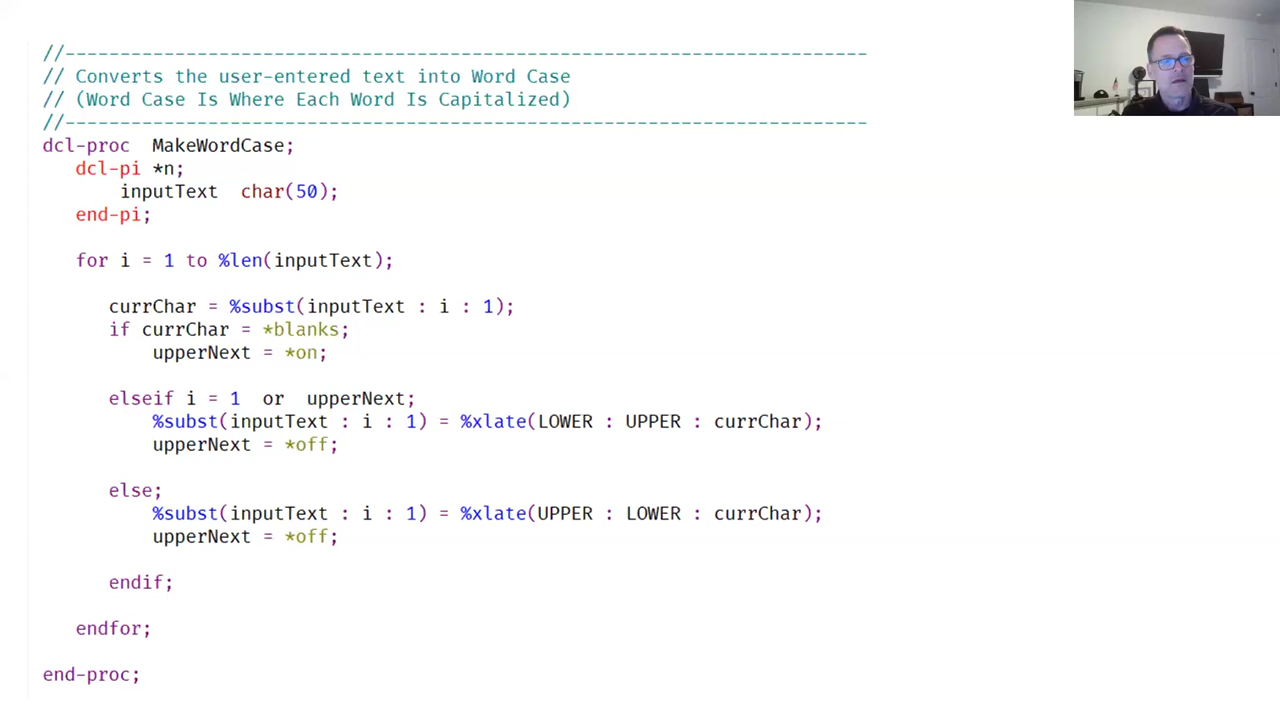 //-------------------------------------------------------------------------
// Converts the user-entered text into Word Case
// (Word Case Is Where Each Word Is Capitalized)
//-------------------------------------------------------------------------
dcl-proc  MakeWordCase;
   dcl-pi *n;
       inputText  char(50);
   end-pi;
   for i = 1 to %len(inputText);
      currChar = %subst(inputText : i : 1);
      if currChar = *blanks;
          upperNext = *on;
      elseif i = 1  or  upperNext;
          %subst(inputText : i : 1) = %xlate(LOWER : UPPER : currChar);
          upperNext = *off;
      else;
          %subst(inputText : i : 1) = %xlate(UPPER : LOWER : currChar);
          upperNext = *off;
      endif;
   endfor;
end-proc;